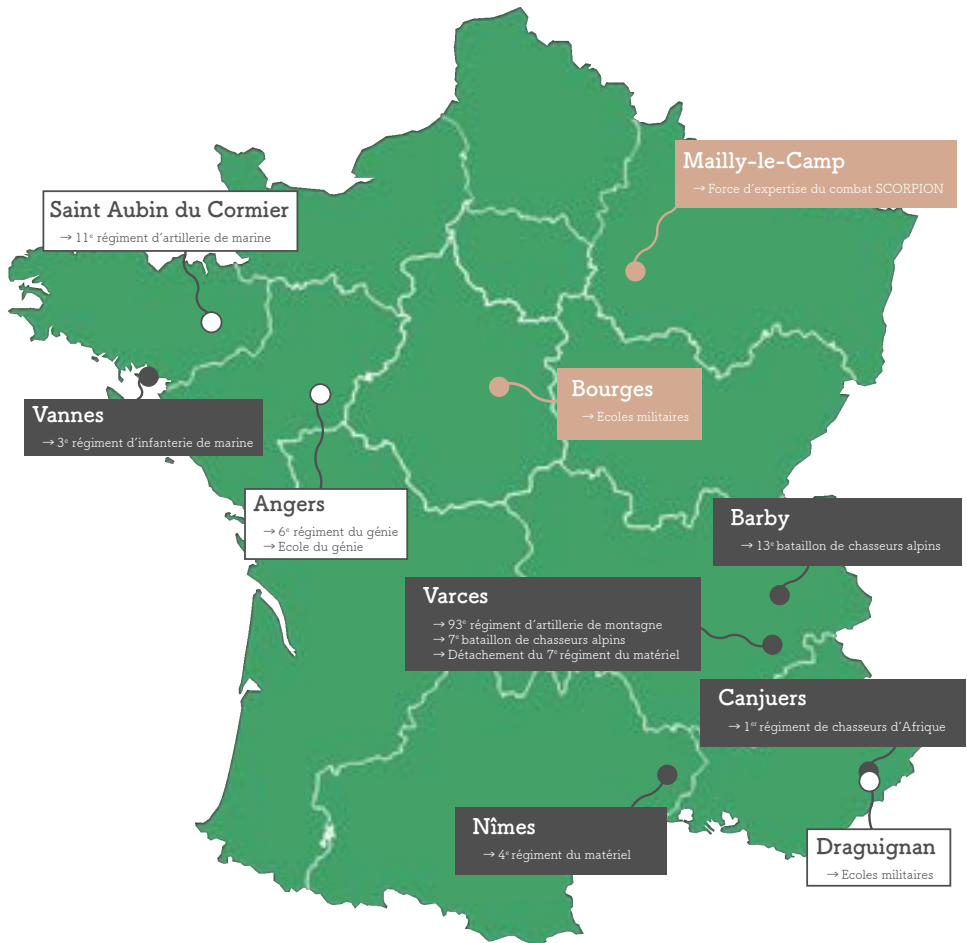 Mailly-le-Camp
→ Force d'expertise du combat SCORPION
Saint Aubin du Cormier
→ 11e régiment d'artillerie de marine
Bourges
→ Ecoles militaires
Vannes
→ 3e régiment d'infanterie de marine
Angers
→ 6e régiment du génie
→ Ecole du génie
Barby
→ 13e bataillon de chasseurs alpins
Varces
→ 93e régiment d'artillerie de montagne
→ 7e bataillon de chasseurs alpins
→ Détachement du 7e régiment du matériel
Canjuers
→ 1er régiment de chasseurs d'Afrique
Nîmes
→ 4e régiment du matériel
Draguignan
→ Ecoles militaires